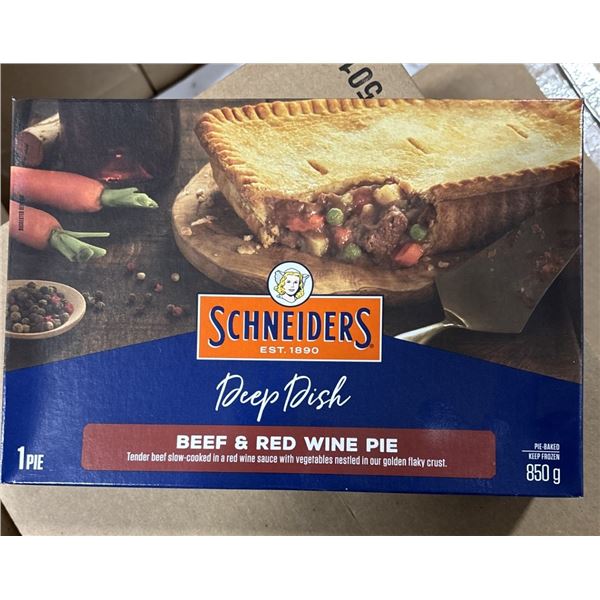 504
SCHNEIDERS
EST. 1890
Deep Dish
BEEF & RED WINE PIE
Tender beef slow-cooked in a red wine sauce with vegetables nestled in our golden flaky crust.
1 PIE
PIE-BAKED
KEEP FROZEN
850 g